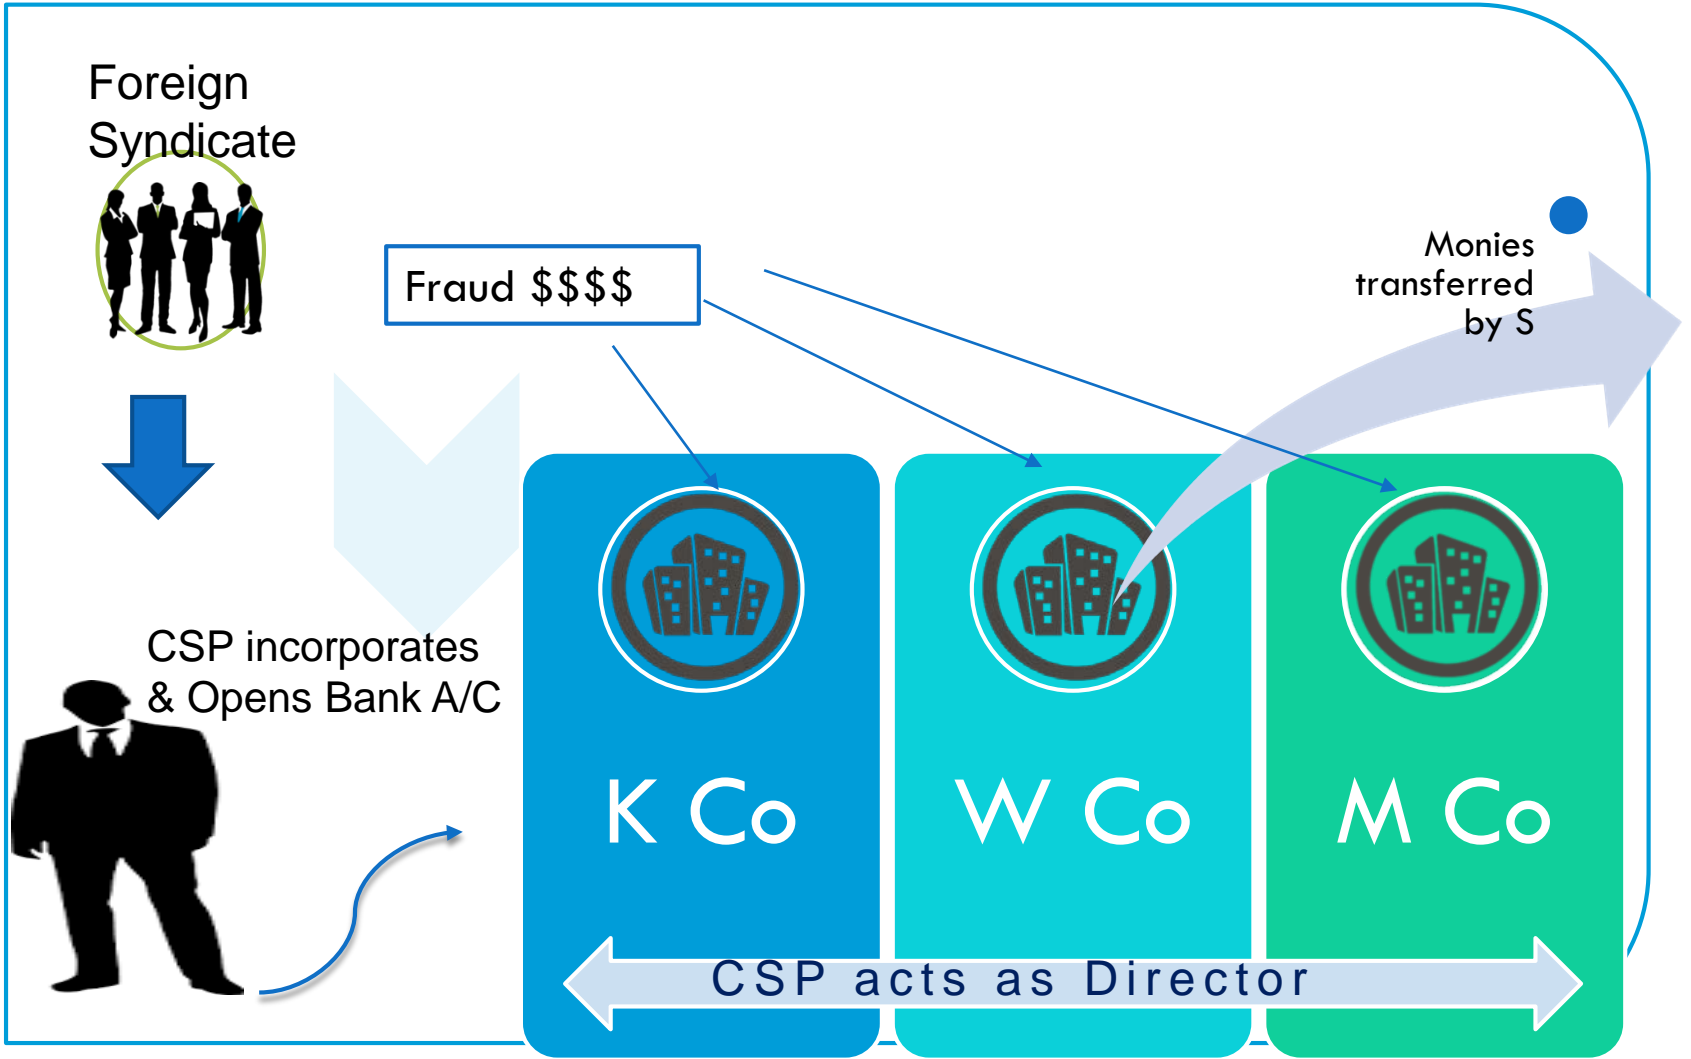 Foreign
Syndicate
Fraud $$$$
Monies
transferred
by S
CSP incorporates
& Opens Bank A/C
K Co
W Co
M Co
CSP acts as Director